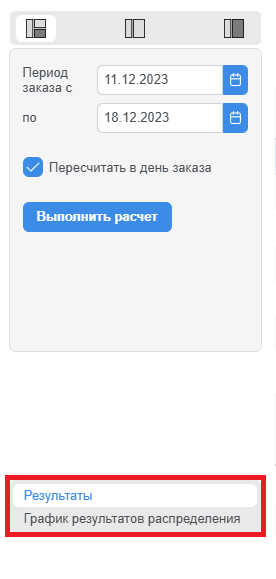 Период
заказа с
11.12.2023
по
18.12.2023
Пересчитать в день заказа
Выполнить расчет
Результаты
График результатов распределения